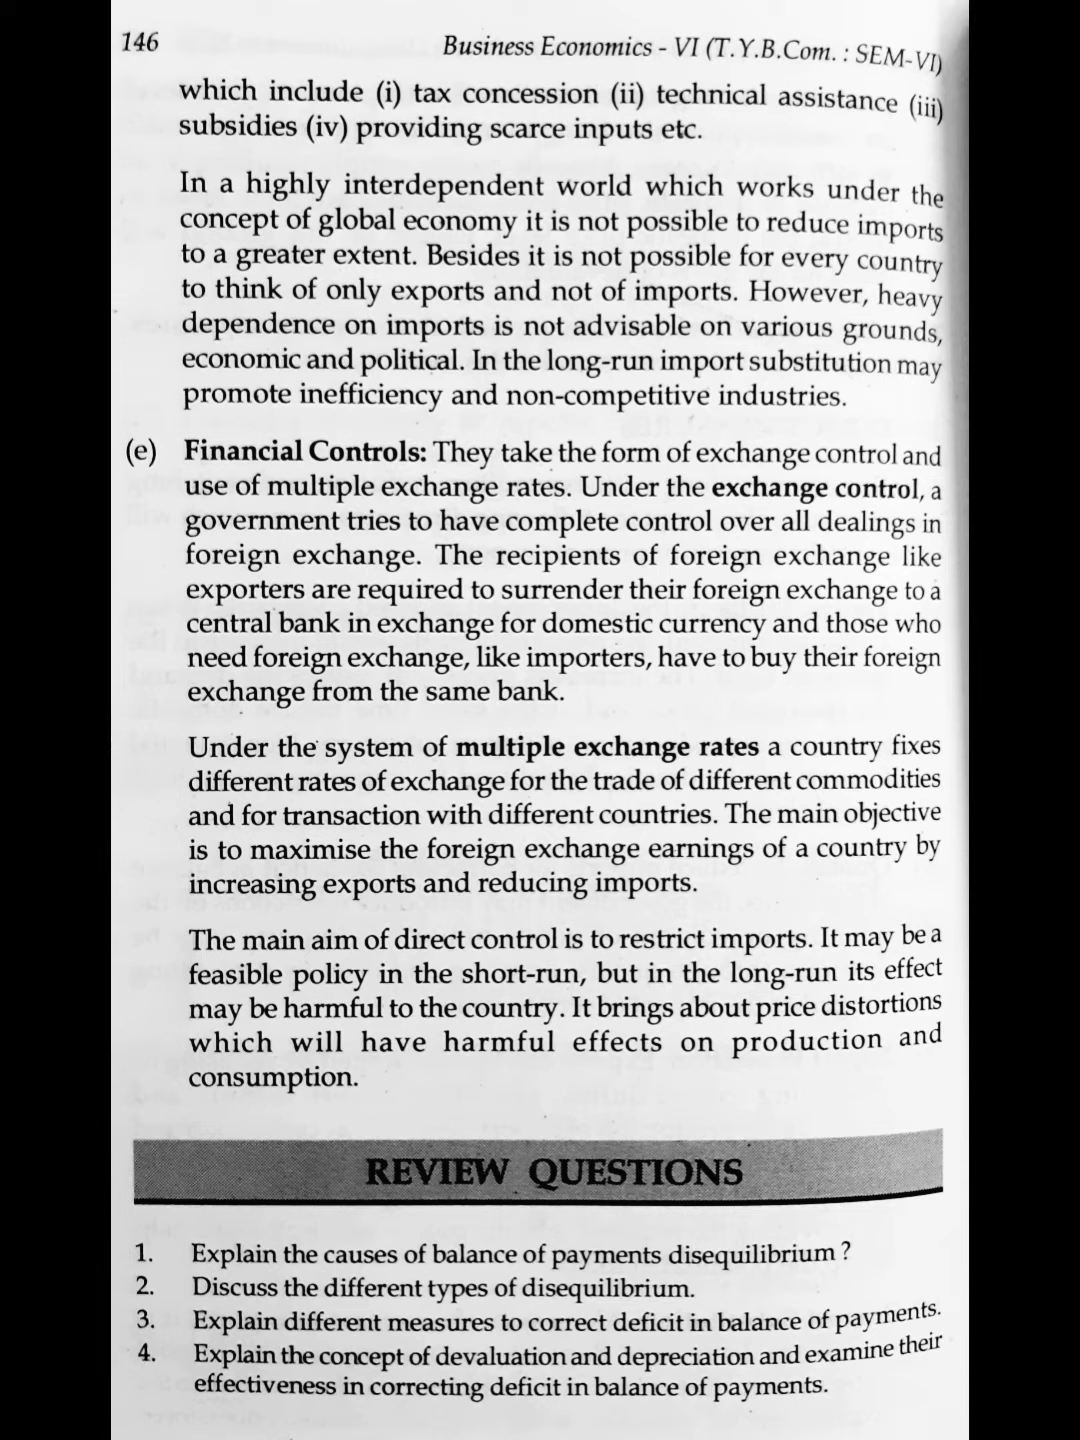 146
Business Economics - VI (T.Y.B.Com. : SEM-VI)
which include (i) tax concession (ii) technical assistance (iii)
subsidies (iv) providing scarce inputs etc.
In a highly interdependent world which works under the
concept of global economy it is not possible to reduce imports
to a greater extent. Besides it is not possible for every country
to think of only exports and not of imports. However, heavy
dependence on imports is not advisable on various grounds,
economic and political. In the long-run import substitution may
promote inefficiency and non-competitive industries.
(e) Financial Controls: They take the form of exchange control and
use of multiple exchange rates. Under the exchange control, a
government tries to have complete control over all dealings in
foreign exchange. The recipients of foreign exchange like
exporters are required to surrender their foreign exchange to a
central bank in exchange for domestic currency and those who
need foreign exchange, like importers, have to buy their foreign
exchange from the same bank.
Under the system of multiple exchange rates a country fixes
different rates of exchange for the trade of different commodities
and for transaction with different countries. The main objective
is to maximise the foreign exchange earnings of a country by
increasing exports and reducing imports.
The main aim of direct control is to restrict imports. It may be a
feasible policy in the short-run, but in the long-run its effect
may be harmful to the country. It brings about price distortions
which will have harmful effects on production and
consumption.
REVIEW QUESTIONS
1. Explain the causes of balance of payments disequilibrium ?
2. Discuss the different types of disequilibrium.
3. Explain different measures to correct deficit in balance of payments.
4. Explain the concept of devaluation and depreciation and examine their
effectiveness in correcting deficit in balance of payments.